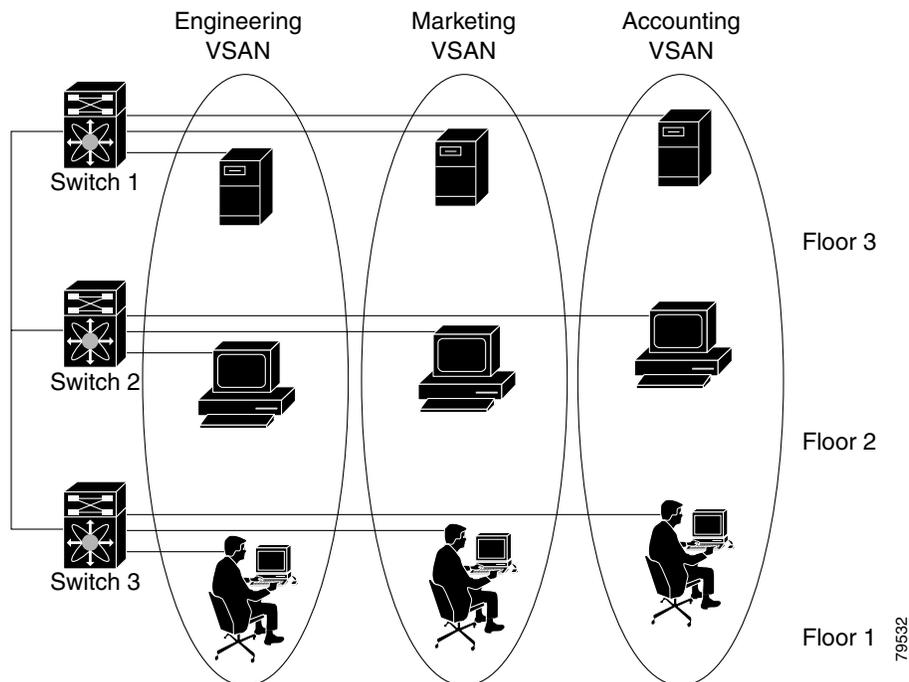 Engineering
VSAN
Marketing
VSAN
Accounting
VSAN
Switch 1
Floor 3
Switch 2
Floor 2
Switch 3
Floor 1
79532